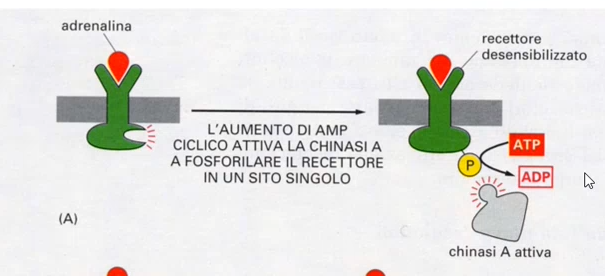 adrenalina
recettore
desensibilizzato
L'AUMENTO DI AMP
CICLICO ATTIVA LA CHINASI A
A FOSFORILARE IL RECETTORE
IN UN SITO SINGOLO
P
ATP
ADP
(A)
chinasi A attiva